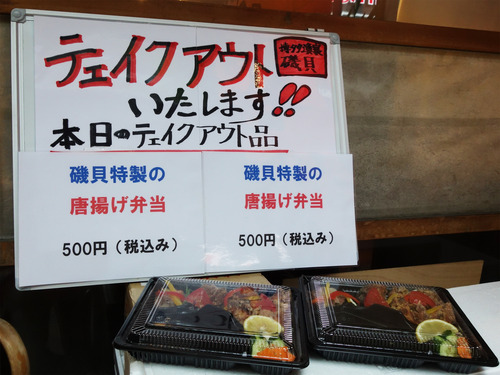 テイクアウト
磯貝
いたします!!
本日のテイクアウト品
磯貝特製の
唐揚げ弁当
500円（税込み）
磯貝特製の
唐揚げ弁当
500円（税込み）